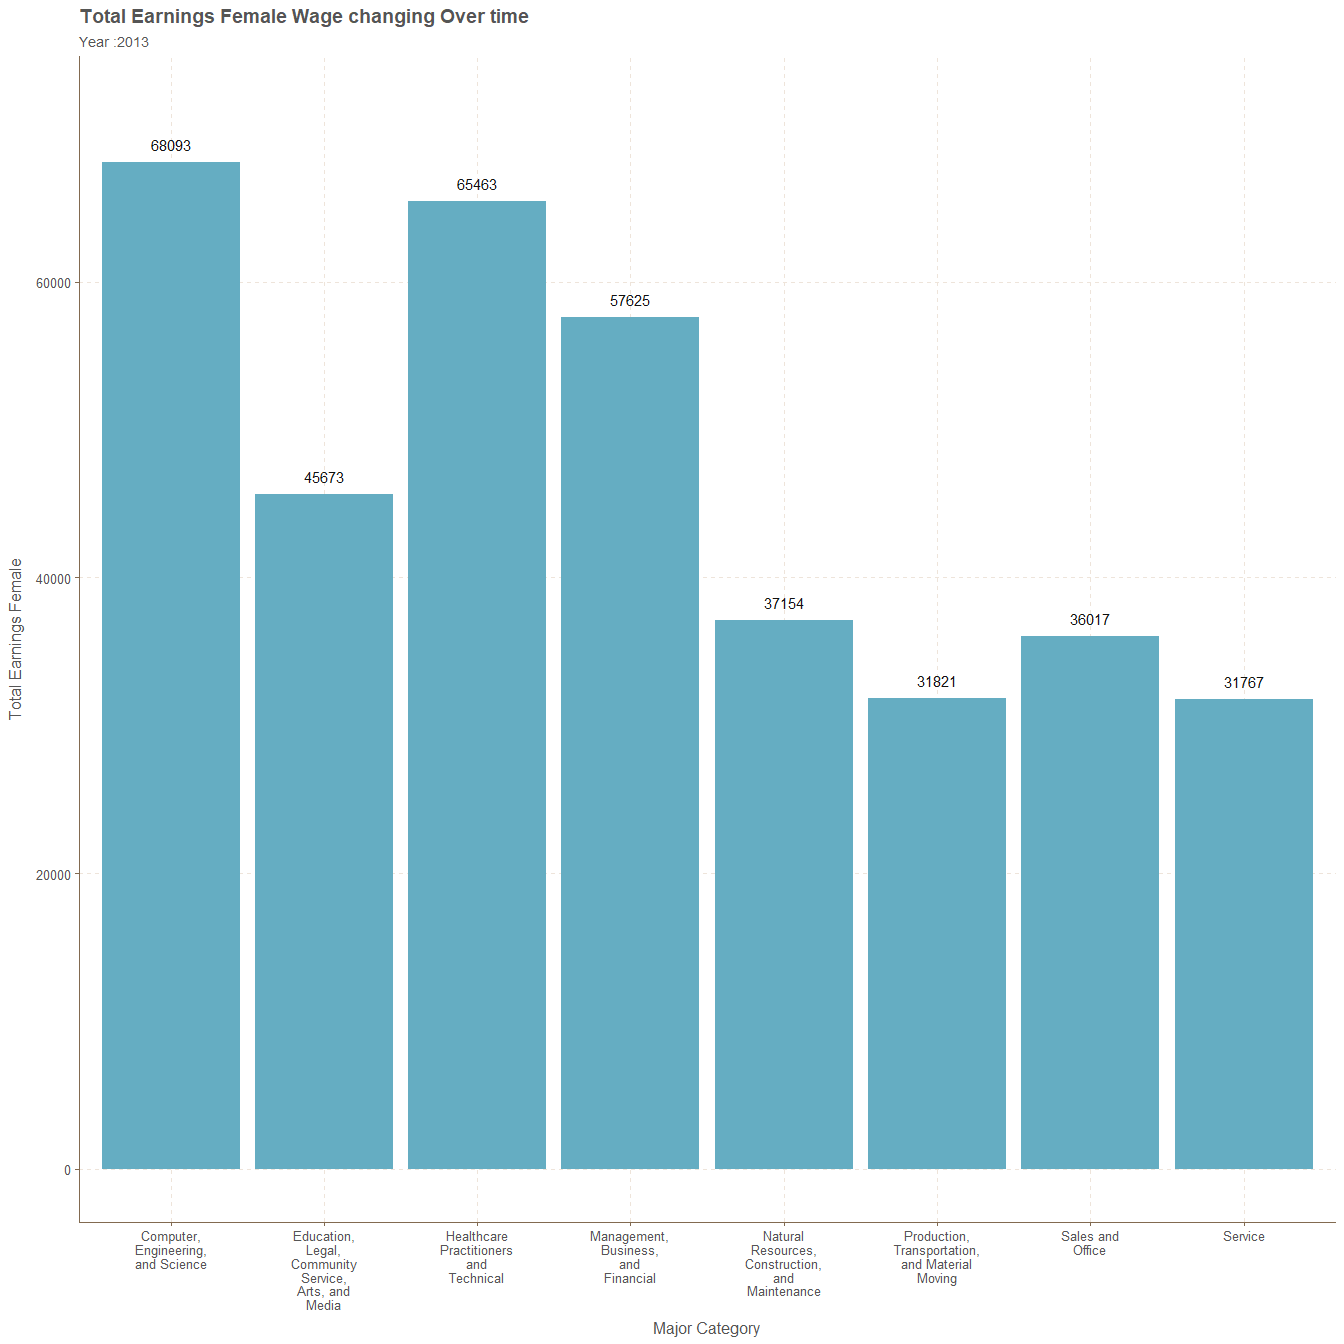 Total Earnings Female Wage changing Over time
Year :2013
68093
65463
57625
45673
37154
36017
31821
31767
60000
40000
20000
0
Total Earnings Female
Computer,
Engineering,
and Science
Education,
Legal,
Community
Service,
Arts, and
Media
Healthcare
Practitioners
and
Technical
Management,
Business,
and
Financial
Natural
Resources,
Construction,
and
Maintenance
Production,
Transportation,
and Material
Moving
Sales and
Office
Service
Major Category